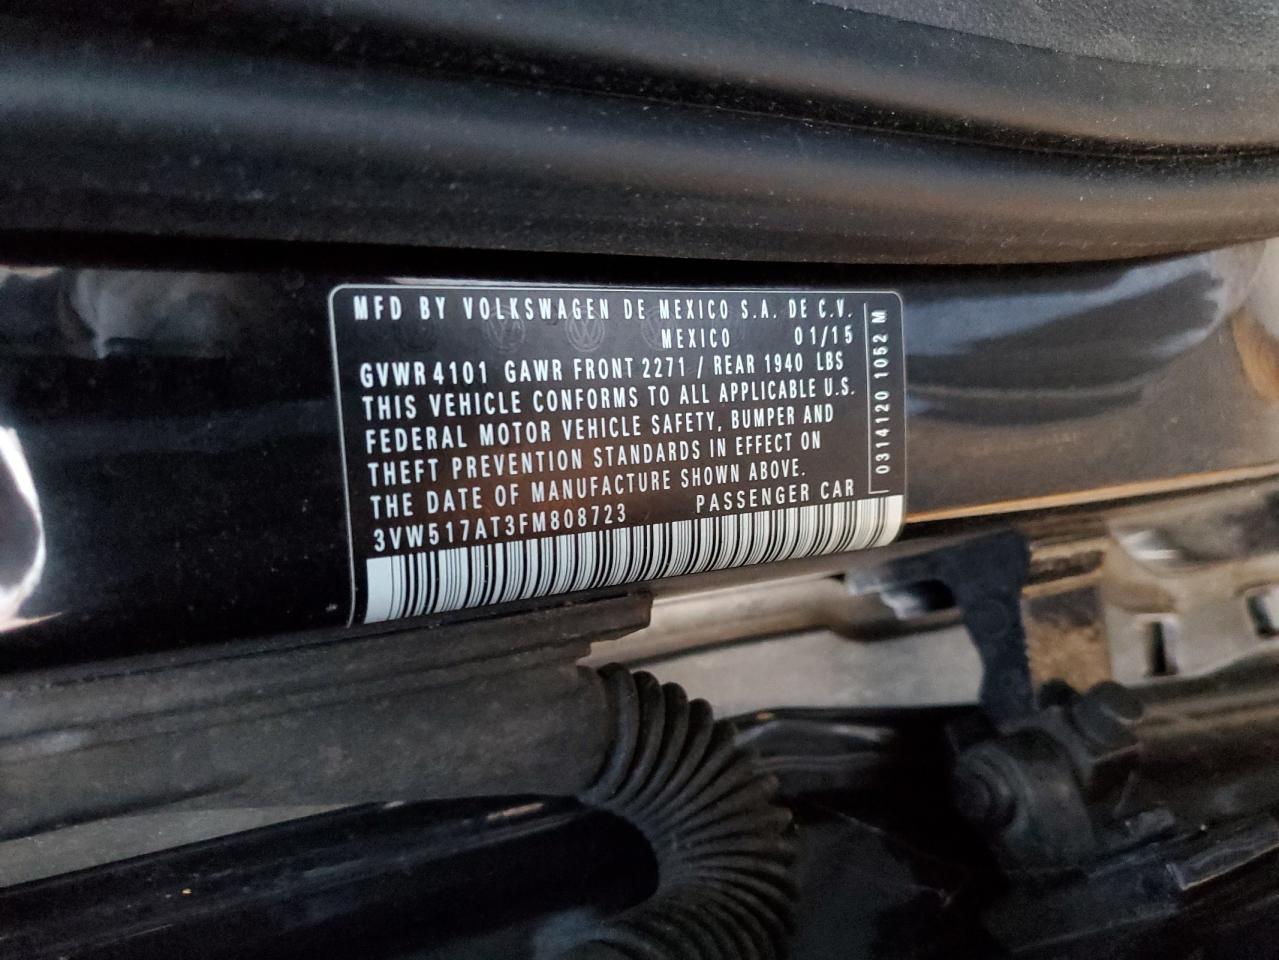 MFD BY VOLKSWAGEN DE MEXICO S.A. DE C.V.
MEXICO 01/15
GVWR 4101 GAWR FRONT 2271 / REAR 1940 LBS
THIS VEHICLE CONFORMS TO ALL APPLICABLE U.S.
FEDERAL MOTOR VEHICLE SAFETY, BUMPER AND
THEFT PREVENTION STANDARDS IN EFFECT ON
THE DATE OF MANUFACTURE SHOWN ABOVE.
3VW517AT3FM808723 PASSENGER CAR
0314120 1052 M